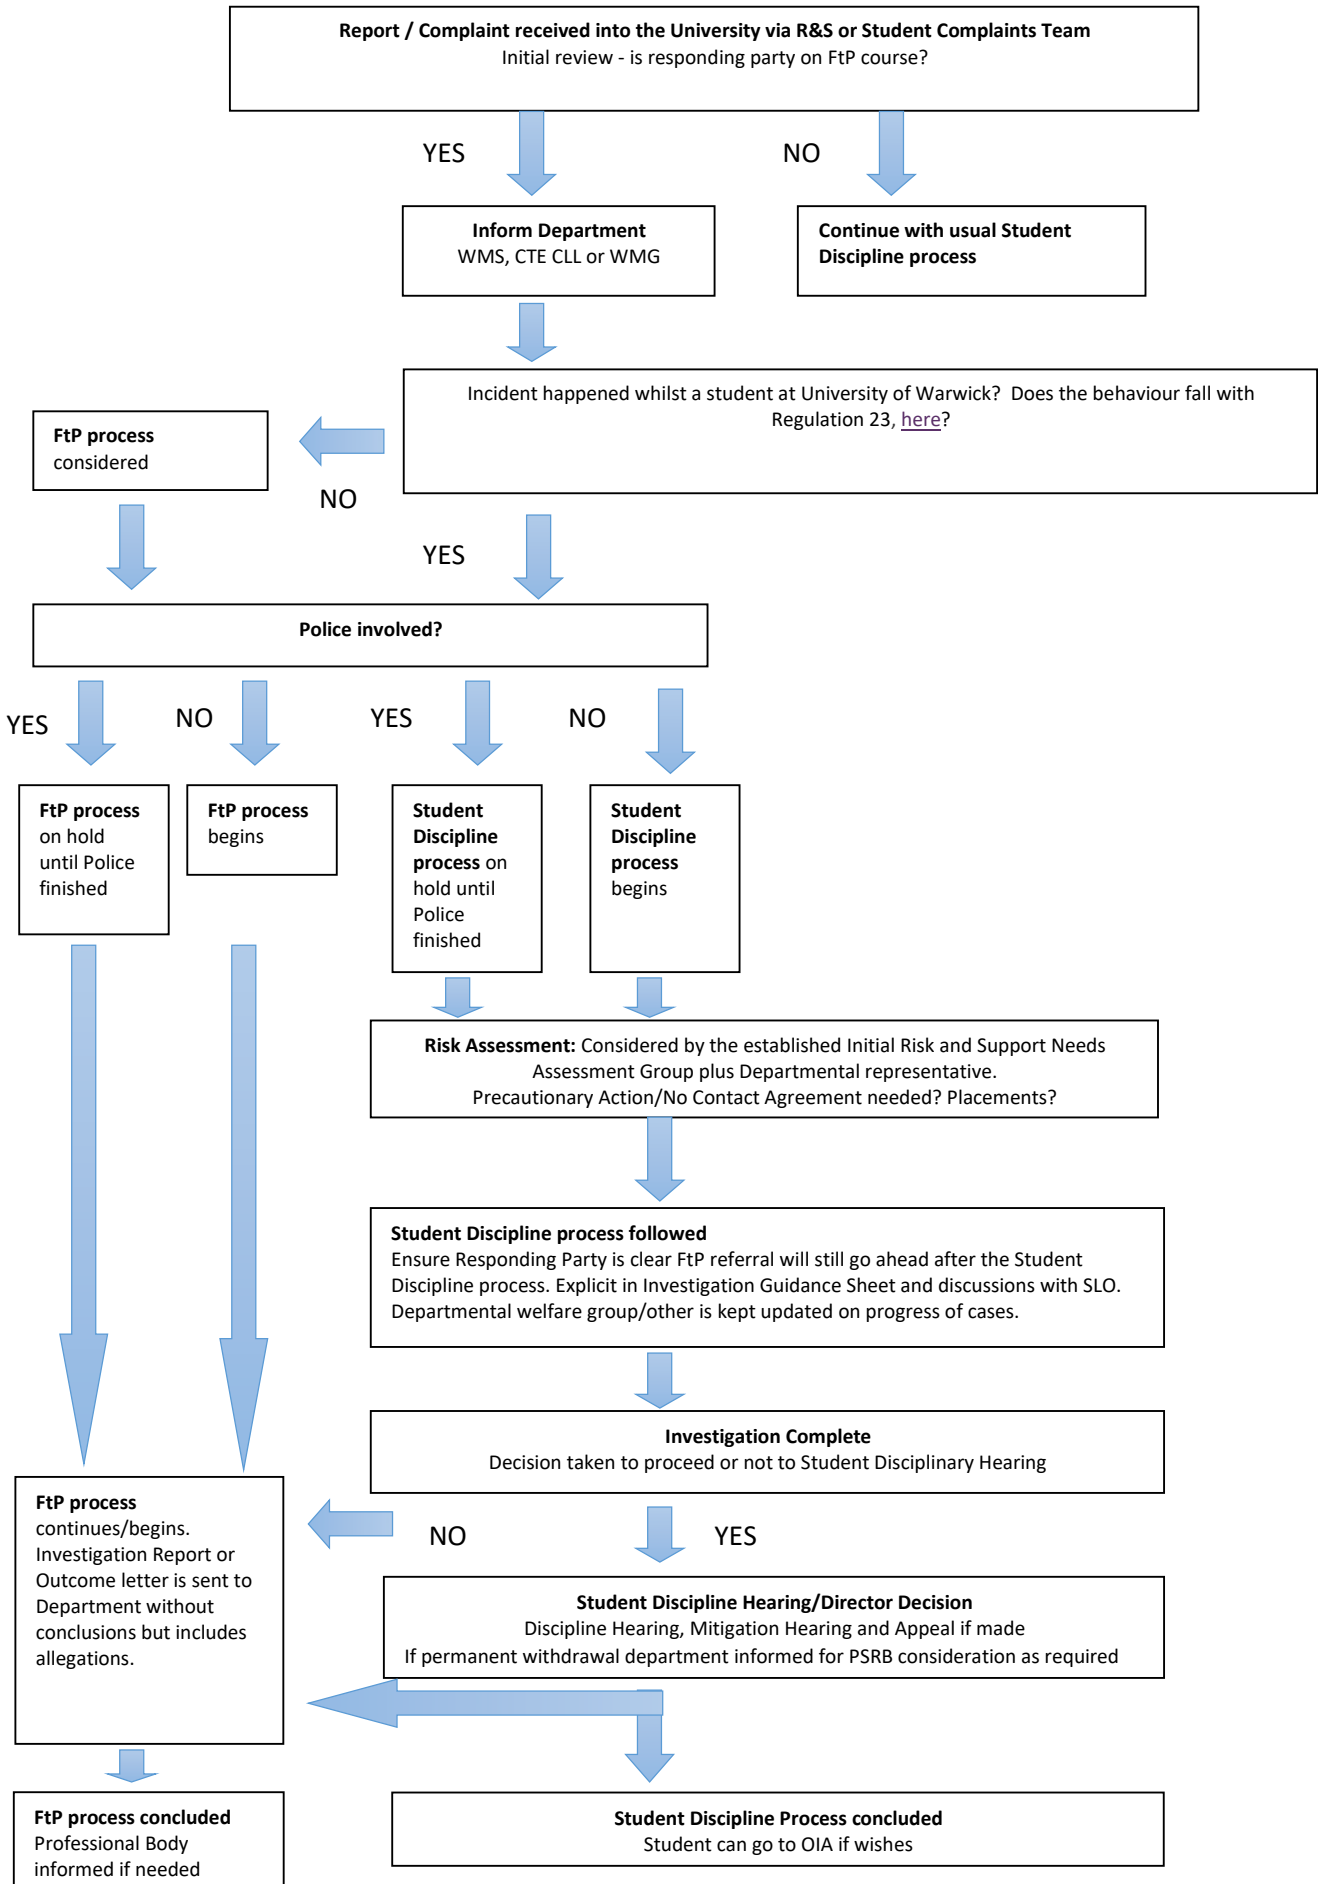 Report / Complaint received into the University via R&S or Student Complaints Team
Initial review - is responding party on FtP course?
YES
NO
Inform Department
WMS, CTE CLL or WMG
Continue with usual Student
Discipline process
Incident happened whilst a student at University of Warwick?  Does the behaviour fall with
Regulation 23, here?
FtP process
considered
NO
YES
Police involved?
YES
NO
YES
NO
FtP process
on hold
until Police
finished
FtP process
begins
Student
Discipline
process on
hold until
Police
finished
Student
Discipline
process
begins
Risk Assessment: Considered by the established Initial Risk and Support Needs
Assessment Group plus Departmental representative.
Precautionary Action/No Contact Agreement needed? Placements?
Student Discipline process followed
Ensure Responding Party is clear FtP referral will still go ahead after the Student
Discipline process. Explicit in Investigation Guidance Sheet and discussions with SLO.
Departmental welfare group/other is kept updated on progress of cases.
Investigation Complete
Decision taken to proceed or not to Student Disciplinary Hearing
NO
YES
FtP process
continues/begins.
Investigation Report or
Outcome letter is sent to
Department without
conclusions but includes
allegations.
Student Discipline Hearing/Director Decision
Discipline Hearing, Mitigation Hearing and Appeal if made
If permanent withdrawal department informed for PSRB consideration as required
FtP process concluded
Professional Body
informed if needed
Student Discipline Process concluded
Student can go to OIA if wishes